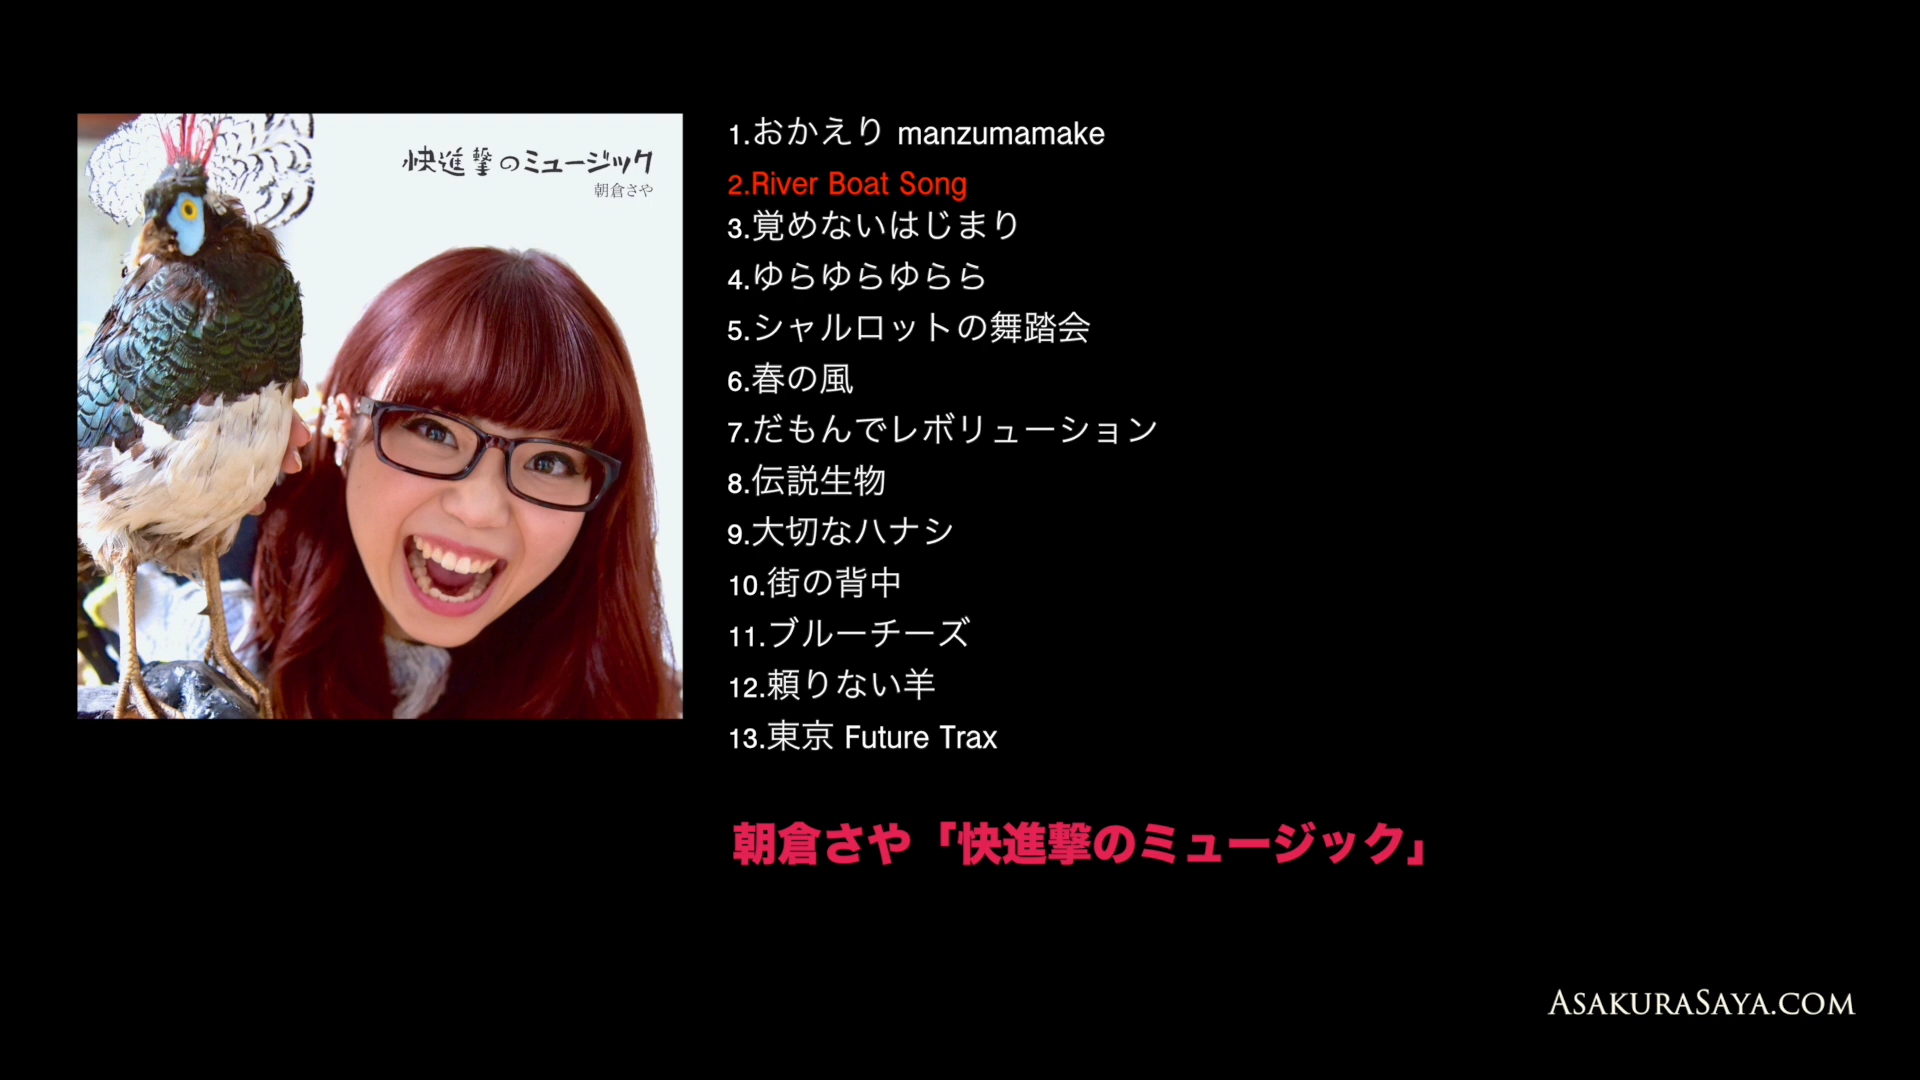 快進撃のミュージック
朝倉さや
1.おかえり manzumamake
2.River Boat Song
3.覚めないはじまり
4.ゆらゆらゆらら
5.シャルロットの舞踏会
6.春の風
7.だもんでレボリューション
8.伝説生物
9.大切なハナシ
10.街の背中
11.ブルーチーズ
12.頼りない羊
13.東京 Future Trax
朝倉さや「快進撃のミュージック」
AsakuraSaya.com